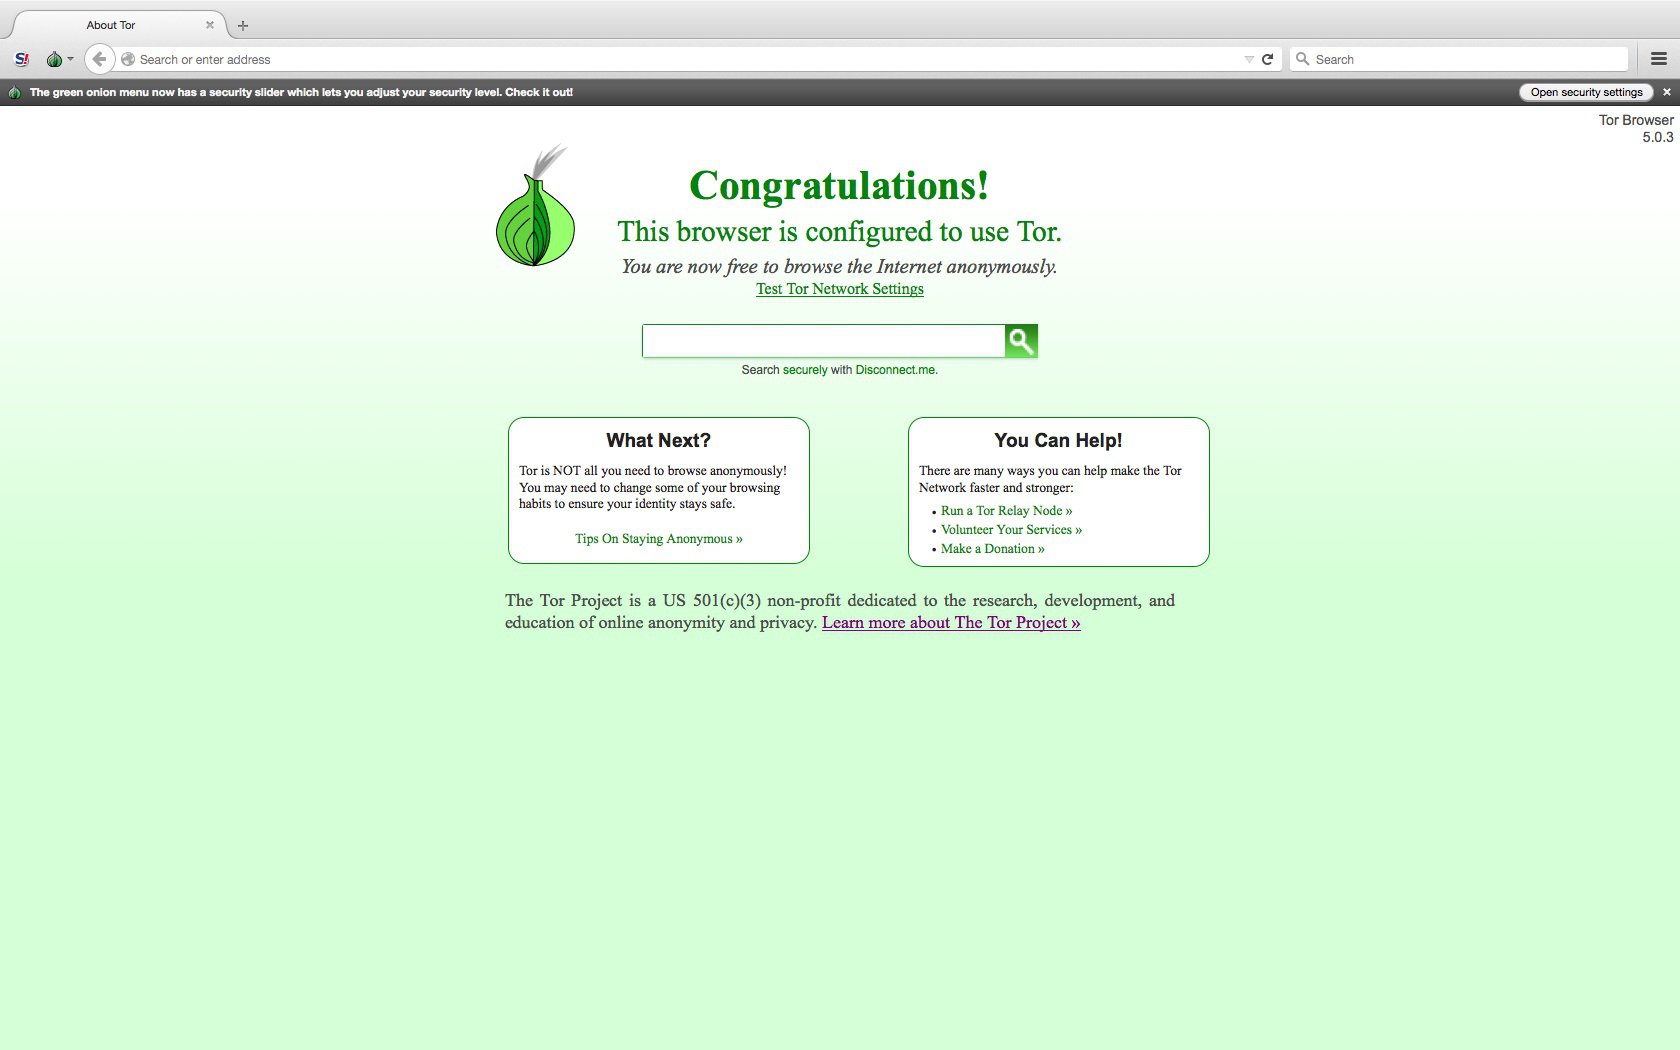 About Tor
S!
Search or enter address
Search
The green onion menu now has a security slider which lets you adjust your security level. Check it out!
Open security settings
Tor Browser
5.0.3
Congratulations!
This browser is configured to use Tor.
You are now free to browse the Internet anonymously.
Test Tor Network Settings
Search securely with Disconnect.me.
What Next?
Tor is NOT all you need to browse anonymously!
You may need to change some of your browsing
habits to ensure your identity stays safe.
Tips On Staying Anonymous »
You Can Help!
There are many ways you can help make the Tor
Network faster and stronger:
• Run a Tor Relay Node »
• Volunteer Your Services »
• Make a Donation »
The Tor Project is a US 501(c)(3) non-profit dedicated to the research, development, and
education of online anonymity and privacy. Learn more about The Tor Project »